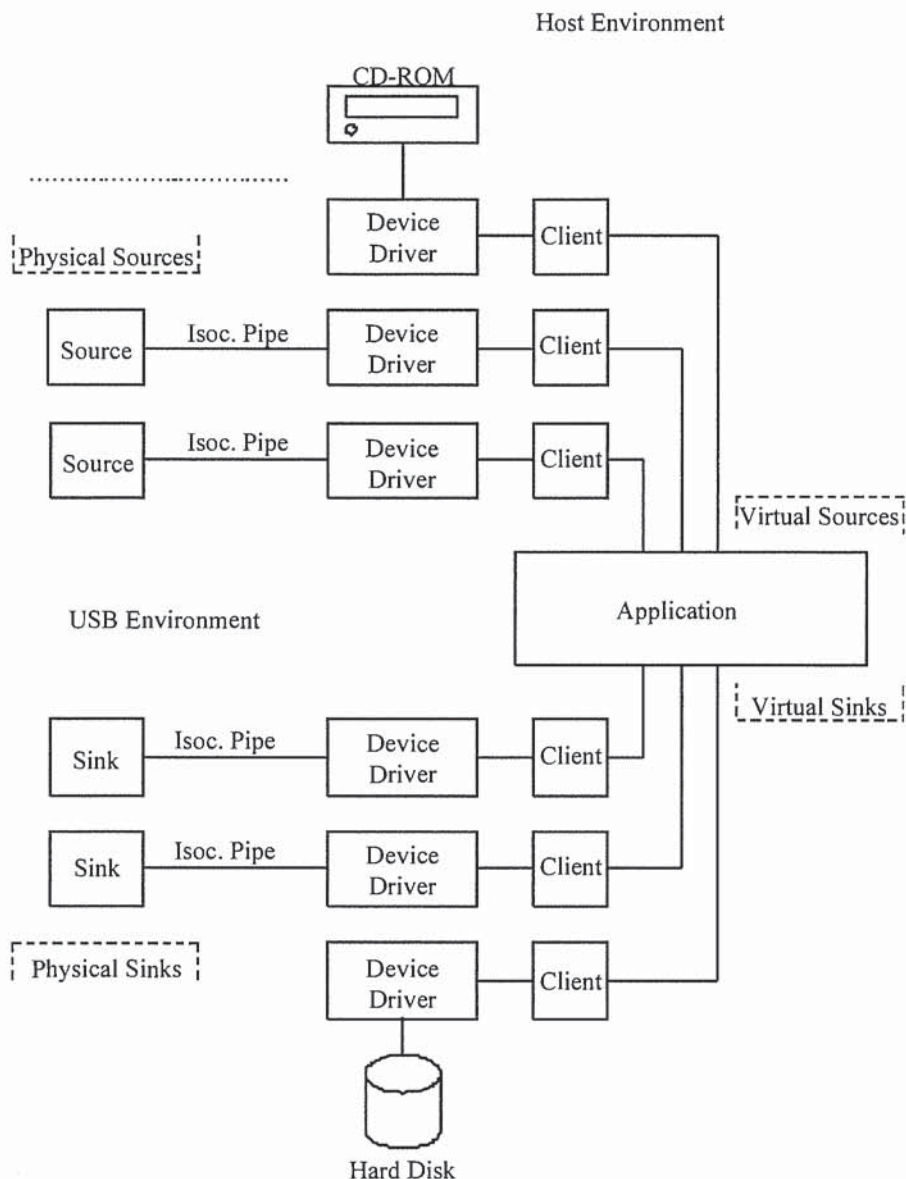 Host Environment
CD-ROM
Device
Driver
Client
Physical Sources
Source
Isoc. Pipe
Device
Driver
Client
Source
Isoc. Pipe
Device
Driver
Client
Virtual Sources
Application
USB Environment
Virtual Sinks
Sink
Isoc. Pipe
Device
Driver
Client
Sink
Isoc. Pipe
Device
Driver
Client
Physical Sinks
Device
Driver
Client
Hard Disk